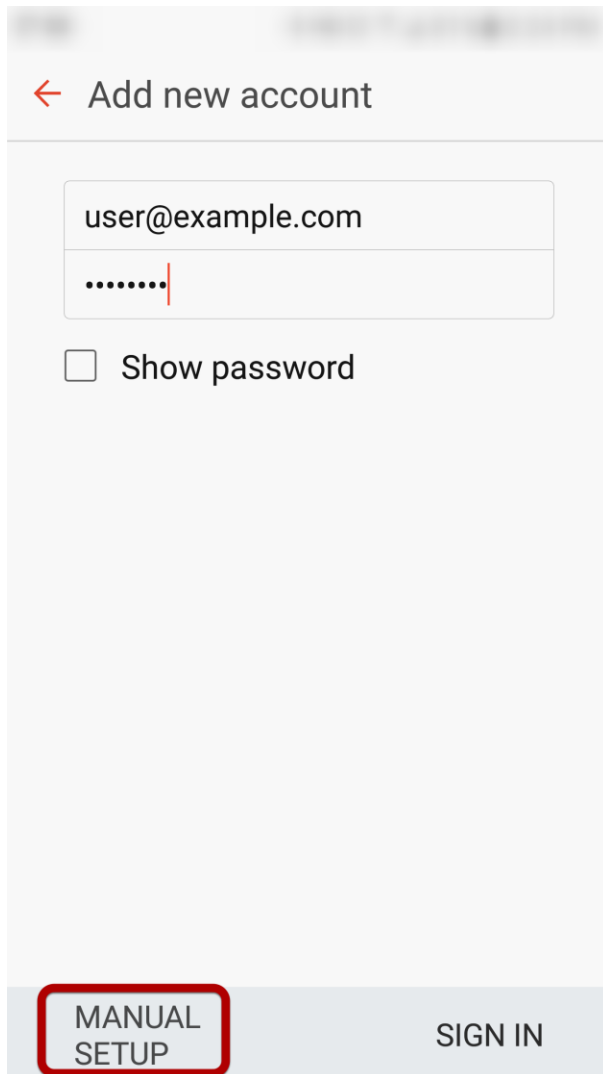 Add new account
user@example.com
••••••••
Show password
MANUAL
SETUP
SIGN IN